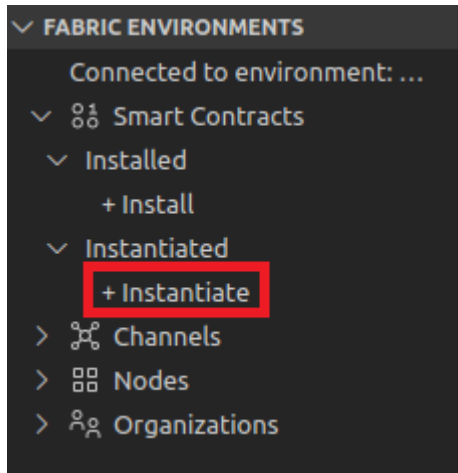 FABRIC ENVIRONMENTS
Connected to environment: ...
Smart Contracts
Installed
+ Install
Instantiated
+ Instantiate
Channels
Nodes
Organizations